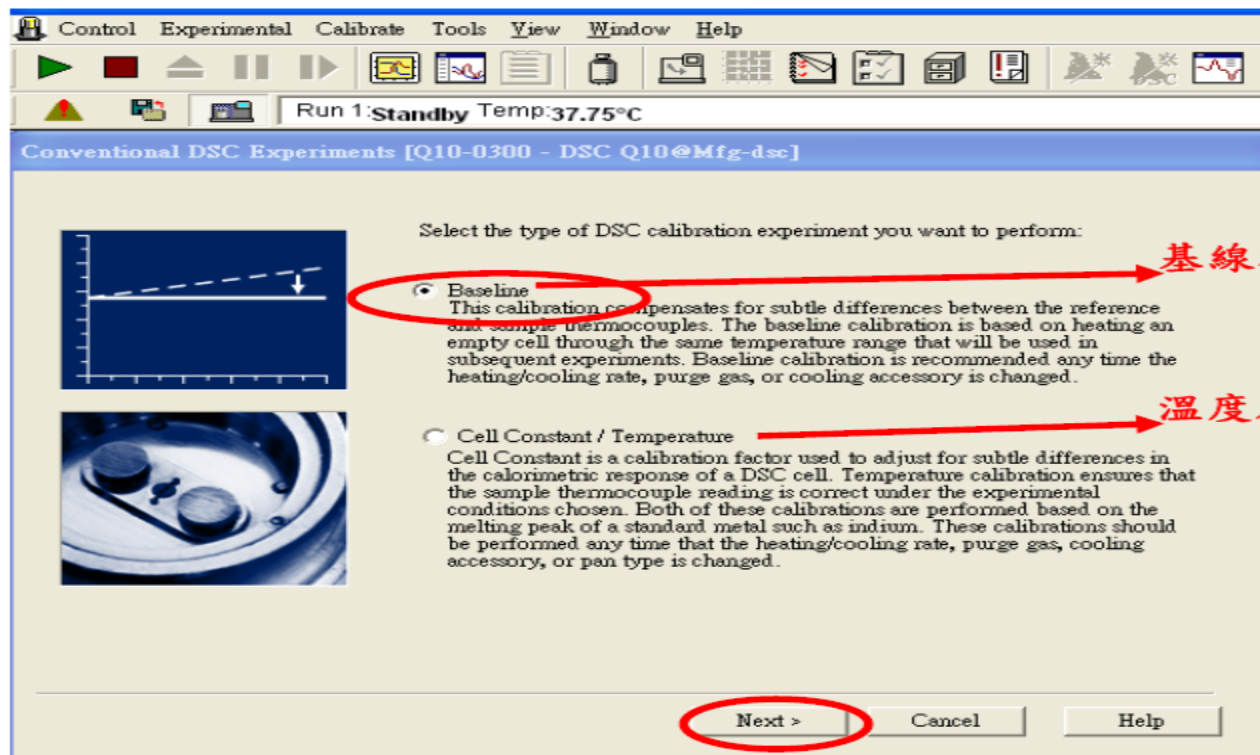 Control Experimental Calibrate Tools View Window Help
Run 1:Standby Temp:37.75°C
Conventional DSC Experiments [Q10-0300 - DSC Q10@Mfg-dsc]
Select the type of DSC calibration experiment you want to perform:
基線
Baseline
This calibration compensates for subtle differences between the reference
and sample thermocouples. The baseline calibration is based on heating an
empty cell through the same temperature range that will be used in
subsequent experiments. Baseline calibration is recommended any time the
heating/cooling rate, purge gas, or cooling accessory is changed.
溫度
Cell Constant / Temperature
Cell Constant is a calibration factor used to adjust for subtle differences in
the calorimetric response of a DSC cell. Temperature calibration ensures that
the sample thermocouple reading is correct under the experimental
conditions chosen. Both of these calibrations are performed based on the
melting peak of a standard metal such as indium. These calibrations should
be performed any time that the heating/cooling rate, purge gas, cooling
accessory, or pan type is changed.
Next > Cancel Help